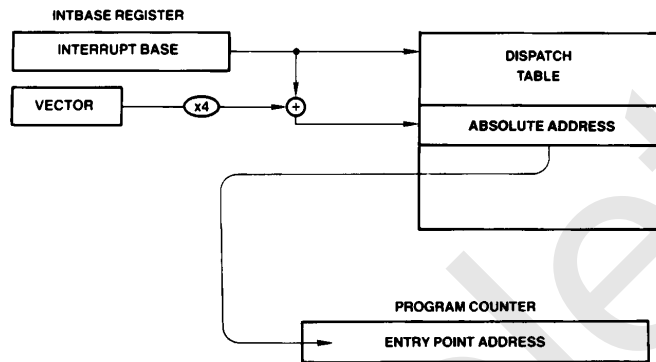 INTBASE REGISTER
INTERRUPT BASE
DISPATCH
TABLE
VECTOR
x4
+
ABSOLUTE ADDRESS
PROGRAM COUNTER
ENTRY POINT ADDRESS